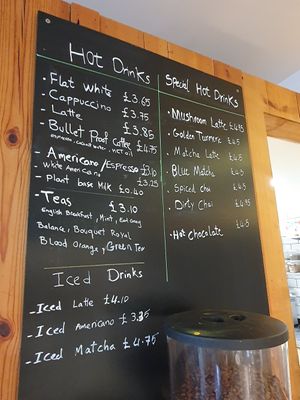 Hot Drinks
- Flat white £3.65
- Cappuccino £3.75
- Latte £3.85
- Bullet Proof Coffee £4.75
- Americano/Espresso £3.10
- White Americano £3.25
- Plant base Milk £0.40
- Teas £3.10
English Breakfast, Mint, Earl Grey
Balance, Bouquet Royal
Blood Orange, Green Tea
Iced Drinks
- Iced Latte £4.10
- Iced Americano £3.35
- Iced Matcha £4.75
Special Hot Drinks
· Mushroom Latte £4.95
· Golden Turmeric £4.5
· Matcha Latte £4.5
· Blue Matcha £4.5
· Spiced Chai £4.5
· Dirty Chai £4.95
· Hot Chocolate £4.5